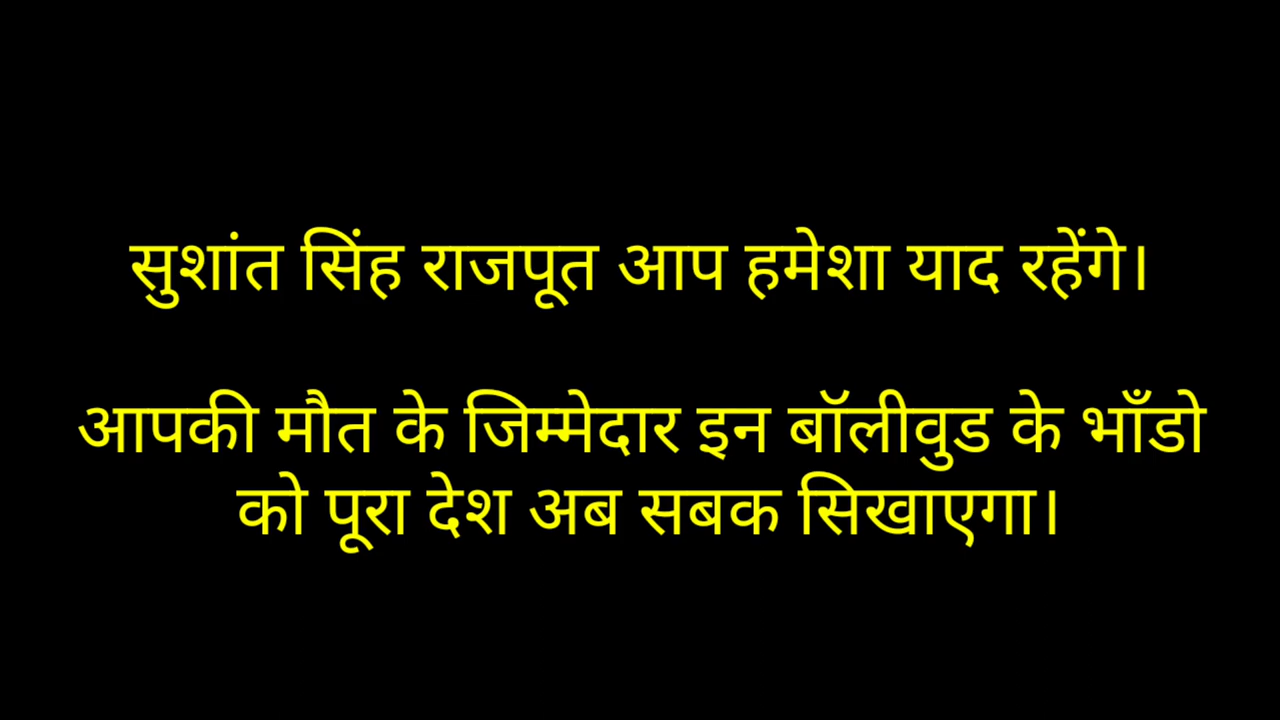 सुशांत सिंह राजपूत आप हमेशा याद रहेंगे।
आपकी मौत के जिम्मेदार इन बॉलीवुड के भाँडो
को पूरा देश अब सबक सिखाएगा।